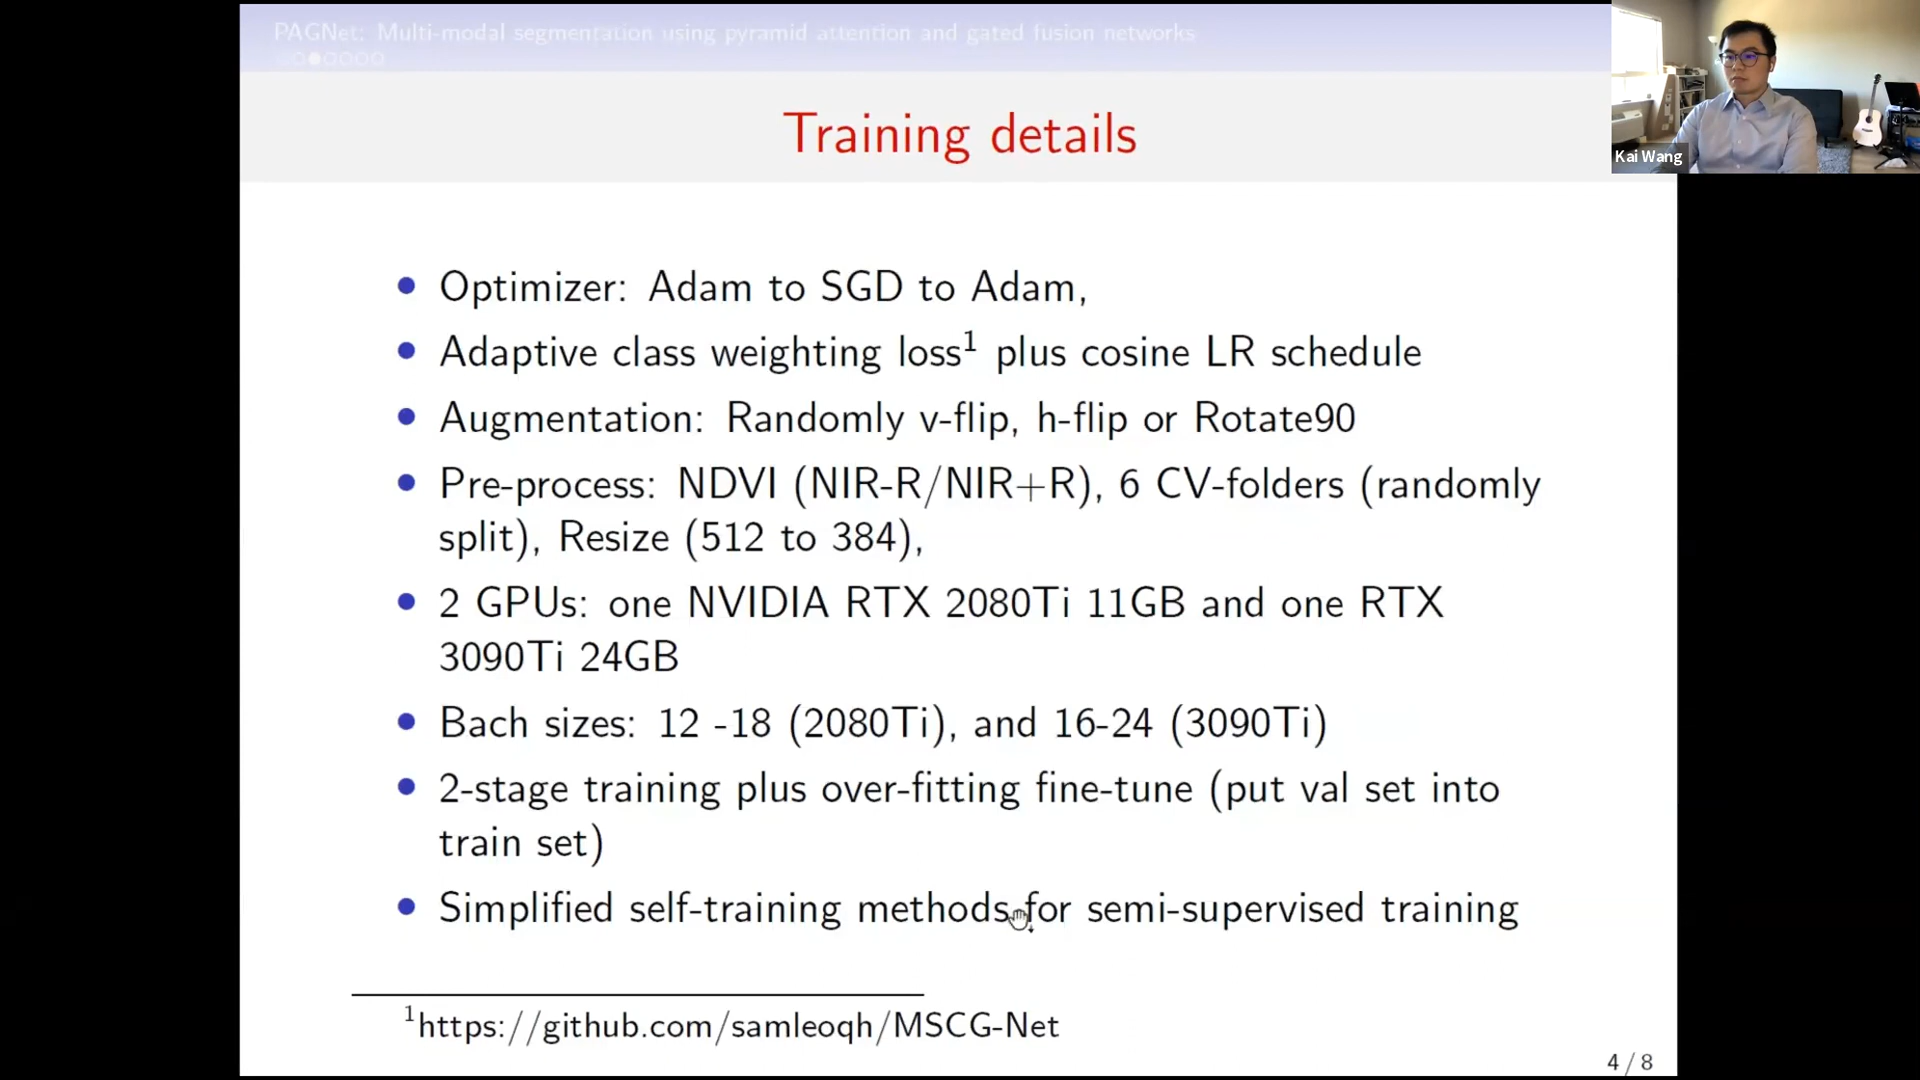 PAGNet: Multi-modal segmentation using pyramid attention and gated fusion networks
Kai Wang
Training details
Optimizer: Adam to SGD to Adam,
Adaptive class weighting loss1 plus cosine LR schedule
Augmentation: Randomly v-flip, h-flip or Rotate90
Pre-process: NDVI (NIR-R/NIR+R), 6 CV-folders (randomly
split), Resize (512 to 384),
2 GPUs: one NVIDIA RTX 2080Ti 11GB and one RTX
3090Ti 24GB
Bach sizes: 12 -18 (2080Ti), and 16-24 (3090Ti)
2-stage training plus over-fitting fine-tune (put val set into
train set)
Simplified self-training methods for semi-supervised training
1https://github.com/samleoqh/MSCG-Net
4 / 8